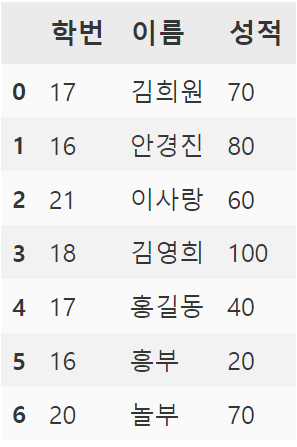 학번 이름 성적
0 17 김희원 70
1 16 안경진 80
2 21 이사랑 60
3 18 김영희 100
4 17 홍길동 40
5 16 흥부 20
6 20 놀부 70